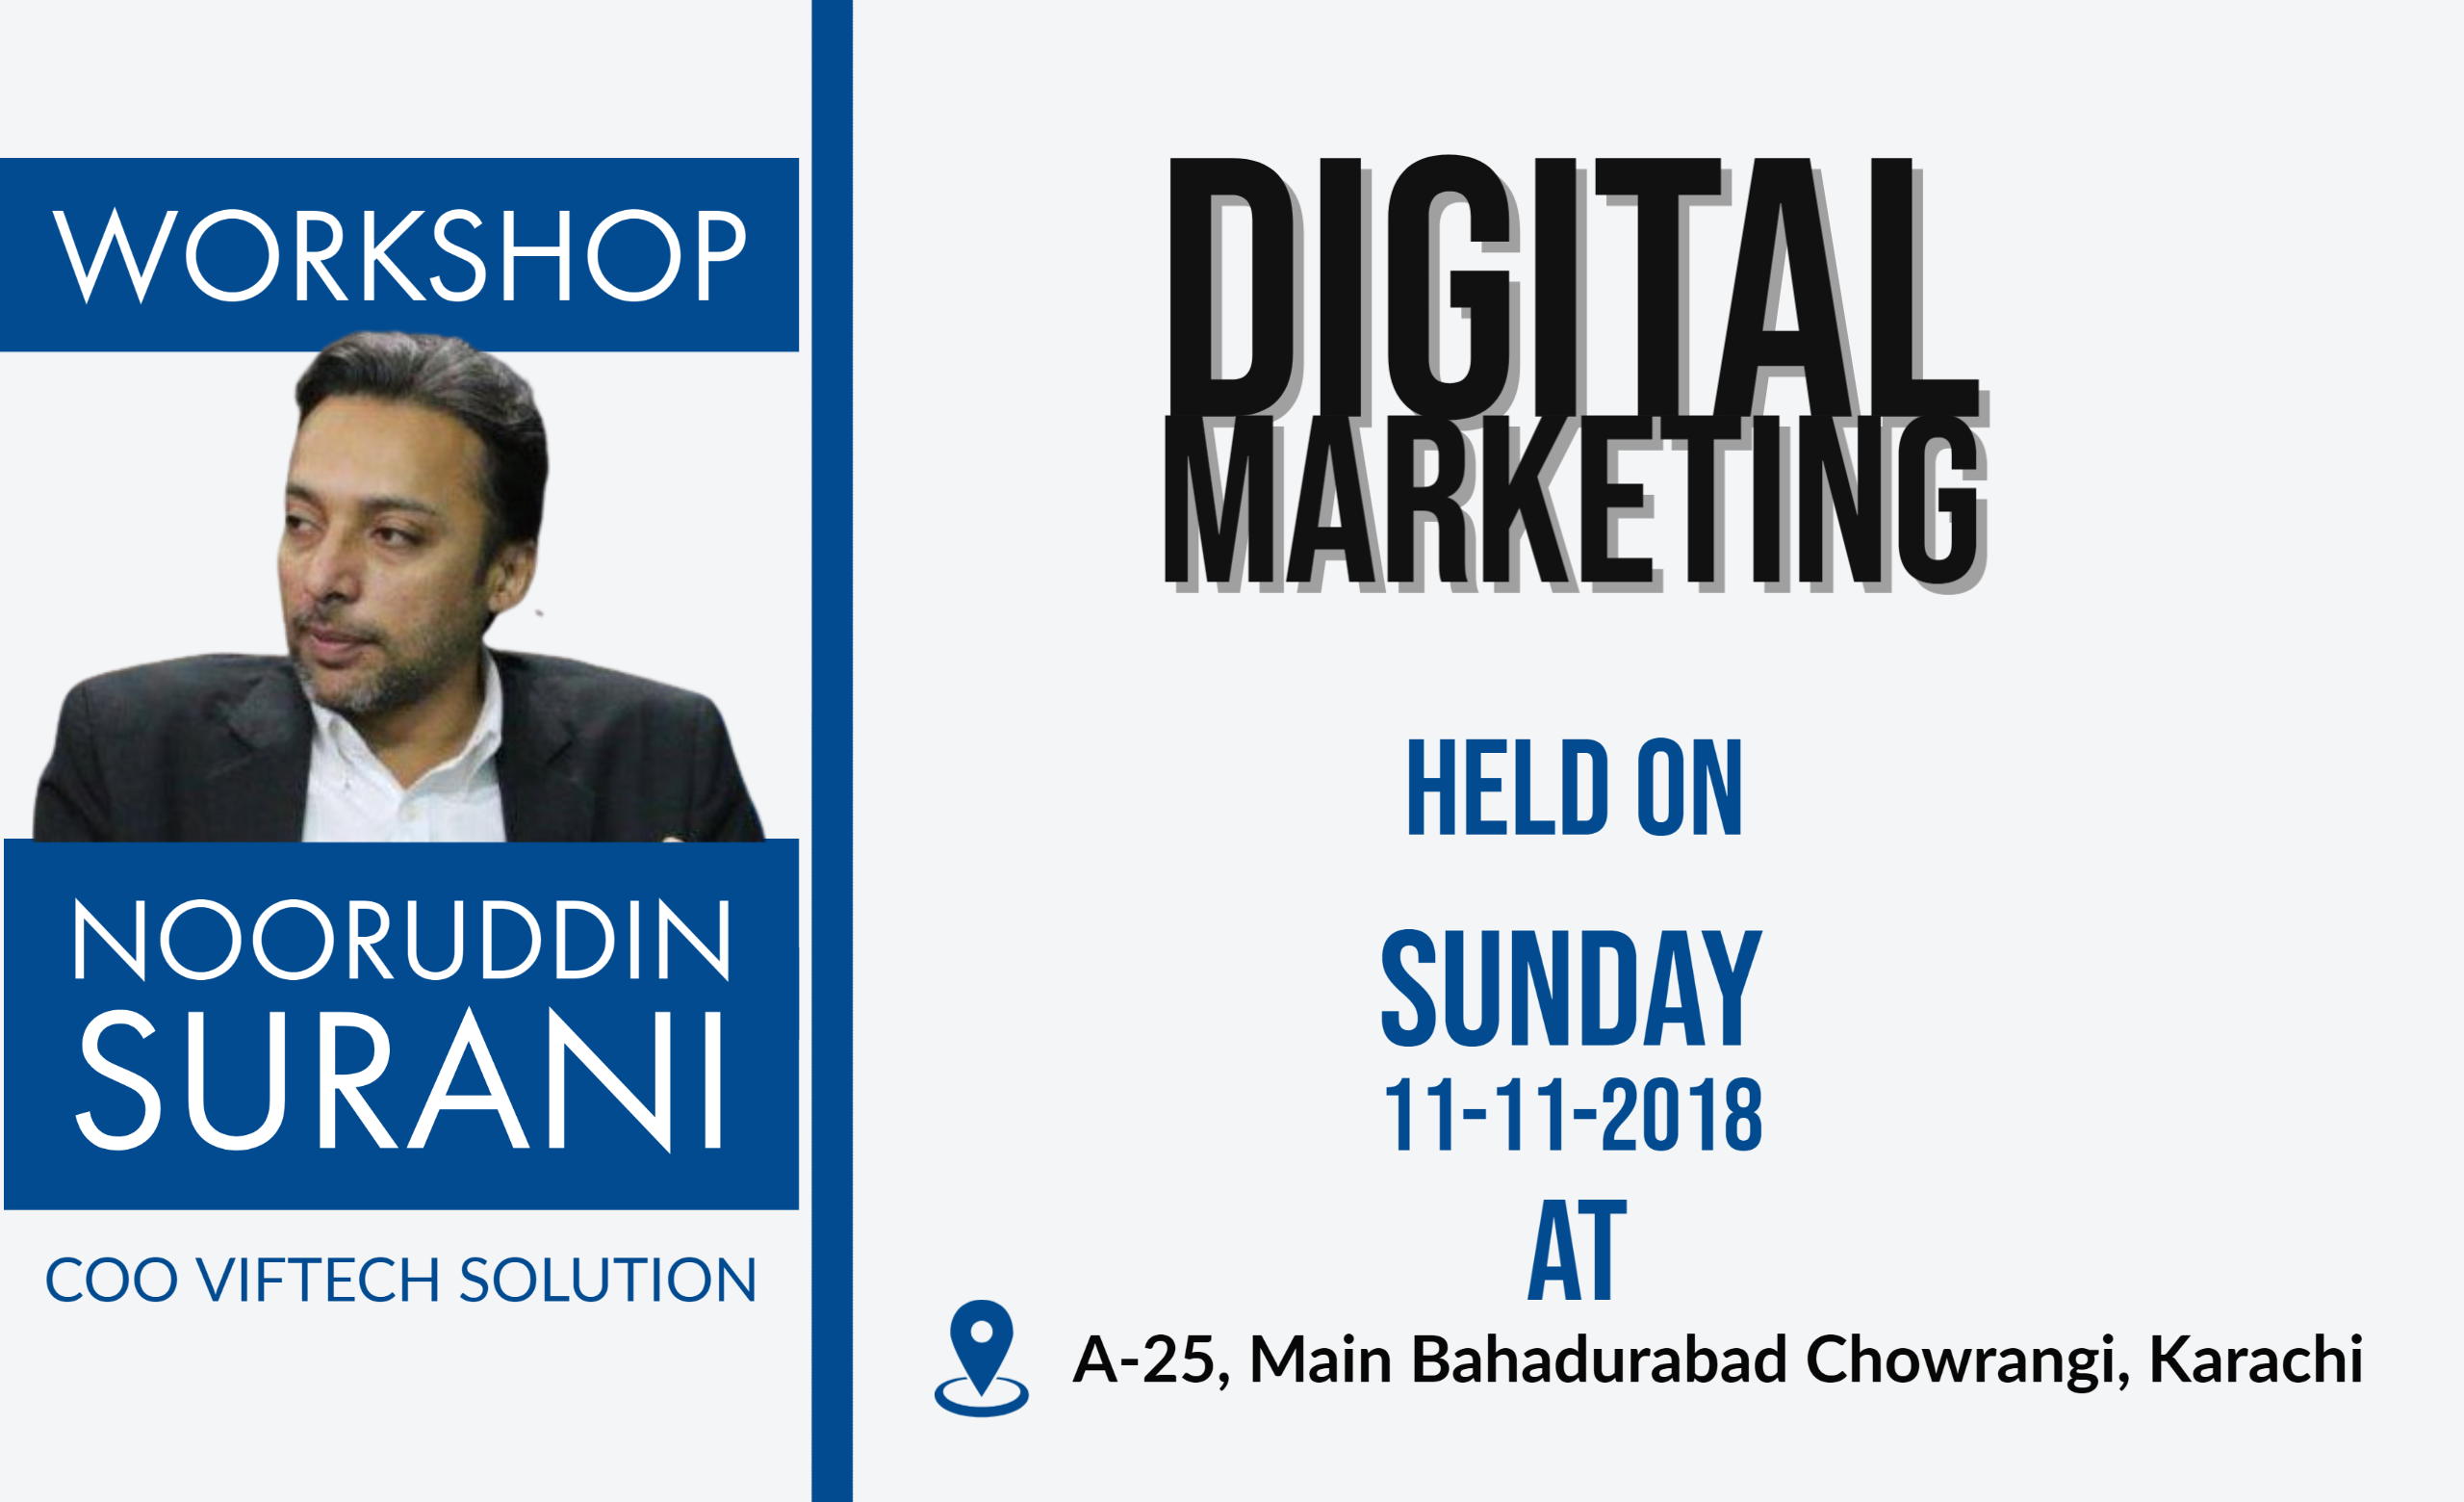 WORKSHOP
NOORUDDIN
SURANI
COO VIFTECH SOLUTION
DIGITAL
MARKETING
HELD ON
SUNDAY
11-11-2018
AT
A-25, Main Bahadurabad Chowrangi, Karachi